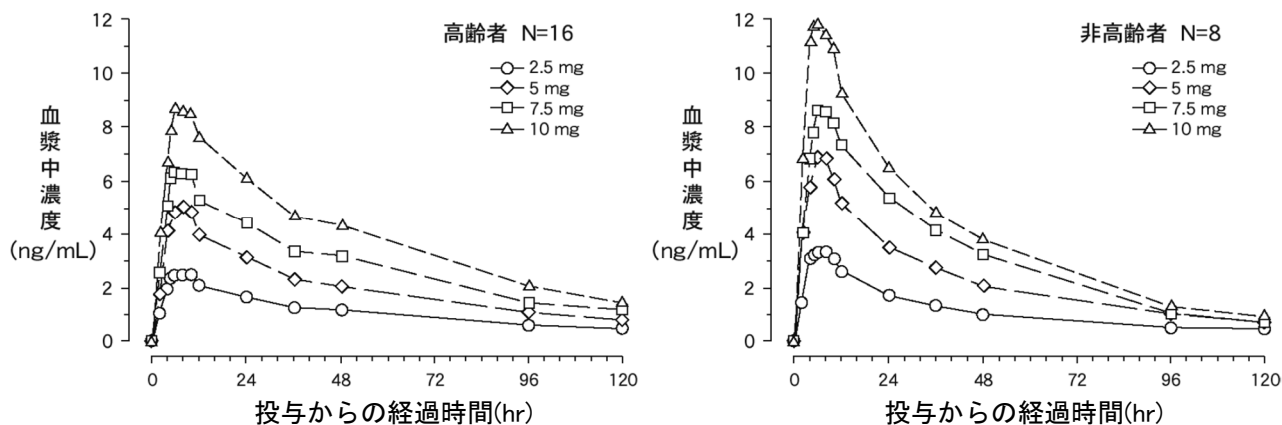 高齢者 N=16
2.5 mg
5 mg
7.5 mg
10 mg
血漿中濃度
(ng/mL)
12
10
8
6
4
2
0
0 24 48 72 96 120
投与からの経過時間(hr)
非高齢者 N=8
2.5 mg
5 mg
7.5 mg
10 mg
血漿中濃度
(ng/mL)
12
10
8
6
4
2
0
0 24 48 72 96 120
投与からの経過時間(hr)